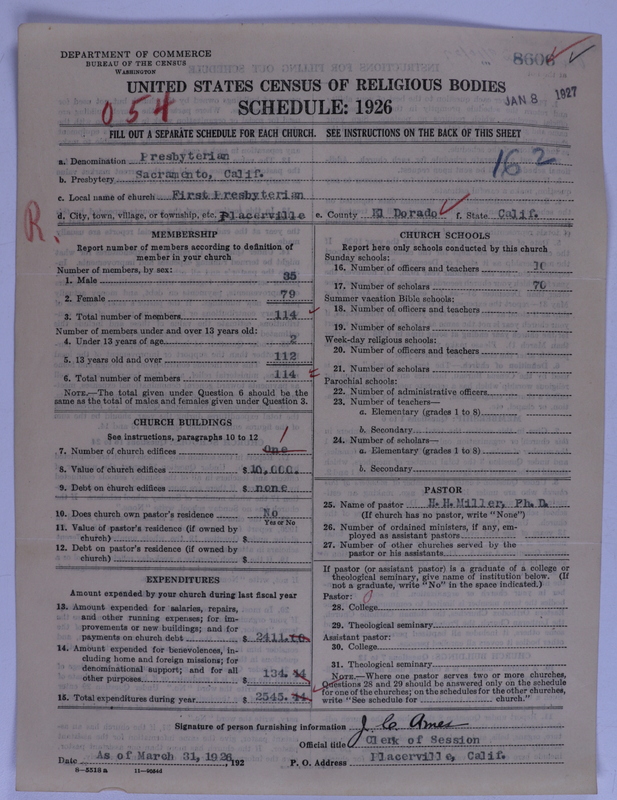 DEPARTMENT OF COMMERCE
BUREAU OF THE CENSUS
WASHINGTON
8606
UNITED STATES CENSUS OF RELIGIOUS BODIES
JAN 8 1927
054
SCHEDULE: 1926
FILL OUT A SEPARATE SCHEDULE FOR EACH CHURCH. SEE INSTRUCTIONS ON THE BACK OF THIS SHEET
162
a. Denomination Presbyterian
b. Presbytery Sacramento, Calif.
c. Local name of church First Presbyterian
d. City, town, village, or township, etc. Placerville e. County El Dorado f. State Calif.
R.
MEMBERSHIP
Report number of members according to definition of
member in your church
Number of members, by sex:
1. Male 35
2. Female 79
3. Total number of members 114
Number of members under and over 13 years old:
4. Under 13 years of age 2
5. 13 years old and over 112
6. Total number of members 114
NOTE.—The total given under Question 6 should be the
same as the total of males and females given under Question 3.
CHURCH BUILDINGS
See instructions, paragraphs 10 to 12
1
7. Number of church edifices One
8. Value of church edifices $ 10,000.
9. Debt on church edifices $ none
10. Does church own pastor's residence No
Yes or No
11. Value of pastor's residence (if owned by
church) $
12. Debt on pastor's residence (if owned by
church) $
EXPENDITURES
Amount expended by your church during last fiscal year
13. Amount expended for salaries, repairs,
and other running expenses; for im-
provements or new buildings; and for
payments on church debt $ 2411.
14. Amount expended for benevolences, in-
cluding home and foreign missions; for
denominational support; and for all
other purposes $ 134.
15. Total expenditures during year $ 2545.
CHURCH SCHOOLS
Report here only schools conducted by this church
Sunday schools:
16. Number of officers and teachers
17. Number of scholars 70
Summer vacation Bible schools:
18. Number of officers and teachers
19. Number of scholars
Week-day religious schools:
20. Number of officers and teachers
21. Number of scholars
Parochial schools:
22. Number of administrative officers
23. Number of teachers—
a. Elementary (grades 1 to 8)
b. Secondary
24. Number of scholars—
a. Elementary (grades 1 to 8)
b. Secondary
PASTOR
25. Name of pastor H. H. Miller, Ph. D.
(If church has no pastor, write "None")
26. Number of ordained ministers, if any, em-
ployed as assistant pastors
27. Number of other churches served by the
pastor or his assistants
If pastor (or assistant pastor) is a graduate of a college or
theological seminary, give name of institution below. (If
not a graduate, write "No" in the space indicated.)
Pastor: 0
28. College
29. Theological seminary
Assistant pastor:
30. College
31. Theological seminary
NOTE.—Where one pastor serves two or more churches,
Questions 28 and 29 should be answered only on the schedule
for one of the churches; on the schedules for the other churches,
write "See schedule for church."
Signature of person furnishing information J. C. Ames
Official title Clerk of Session
Date As of March 31, 1926, 192 P. O. Address Placerville, Calif.
8—5518 a